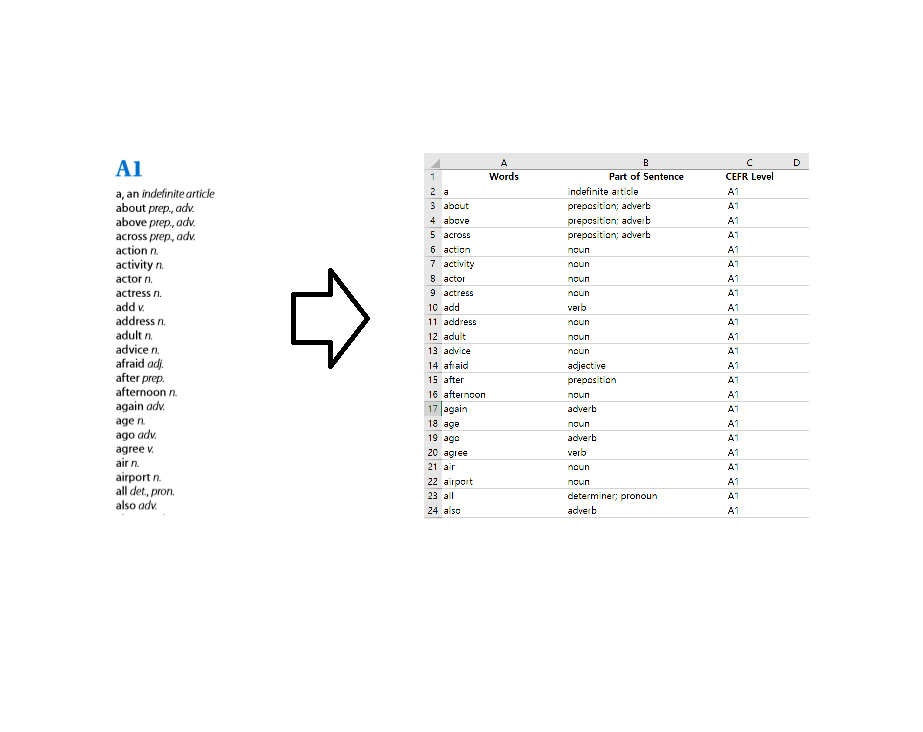 A1
a, an indefinite article
about prep., adv.
above prep., adv.
across prep., adv.
action n.
activity n.
actor n.
actress n.
add v.
address n.
adult n.
advice n.
afraid adj.
after prep.
afternoon n.
again adv.
age n.
ago adv.
agree v.
air n.
airport n.
all det., pron.
also adv.
A B C D
1 Words Part of Sentence CEFR Level
2 a indefinite article A1
3 about preposition; adverb A1
4 above preposition; adverb A1
5 across preposition; adverb A1
6 action noun A1
7 activity noun A1
8 actor noun A1
9 actress noun A1
10 add verb A1
11 address noun A1
12 adult noun A1
13 advice noun A1
14 afraid adjective A1
15 after preposition A1
16 afternoon noun A1
17 again adverb A1
18 age noun A1
19 ago adverb A1
20 agree verb A1
21 air noun A1
22 airport noun A1
23 all determiner; pronoun A1
24 also adverb A1